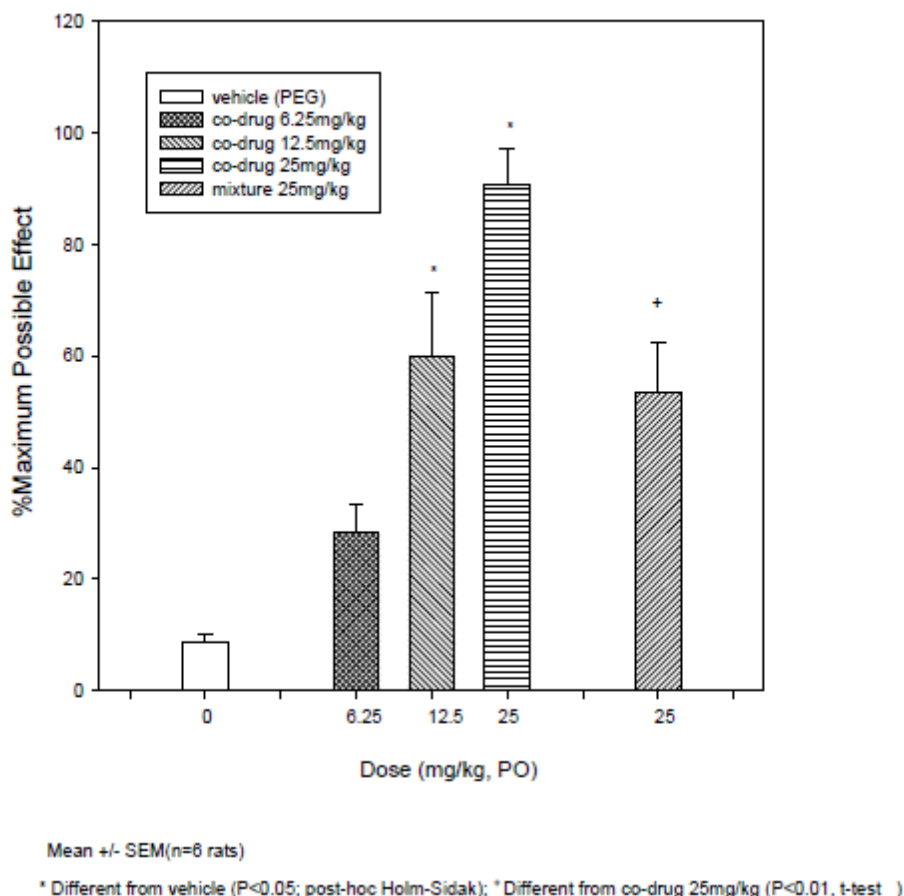 120
100
80
60
40
20
0
%Maximum Possible Effect
vehicle (PEG)
co-drug 6.25mg/kg
co-drug 12.5mg/kg
co-drug 25mg/kg
mixture 25mg/kg
*
*
+
0 6.25 12.5 25 25
Dose (mg/kg, PO)
Mean +/- SEM(n=6 rats)
* Different from vehicle (P<0.05; post-hoc Holm-Sidak); + Different from co-drug 25mg/kg (P<0.01, t-test )